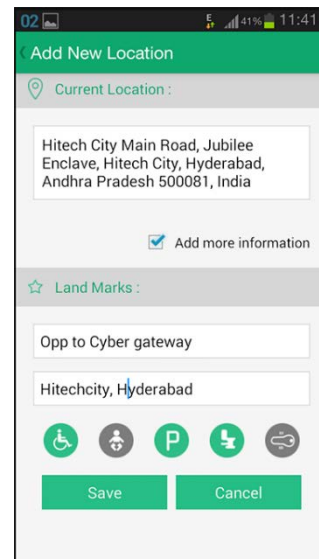 02 E 41% 11:41
Add New Location
Current Location :
Hitech City Main Road, Jubilee
Enclave, Hitech City, Hyderabad,
Andhra Pradesh 500081, India
Add more information
Land Marks :
Opp to Cyber gateway
Hitechcity, Hyderabad
P
Save Cancel